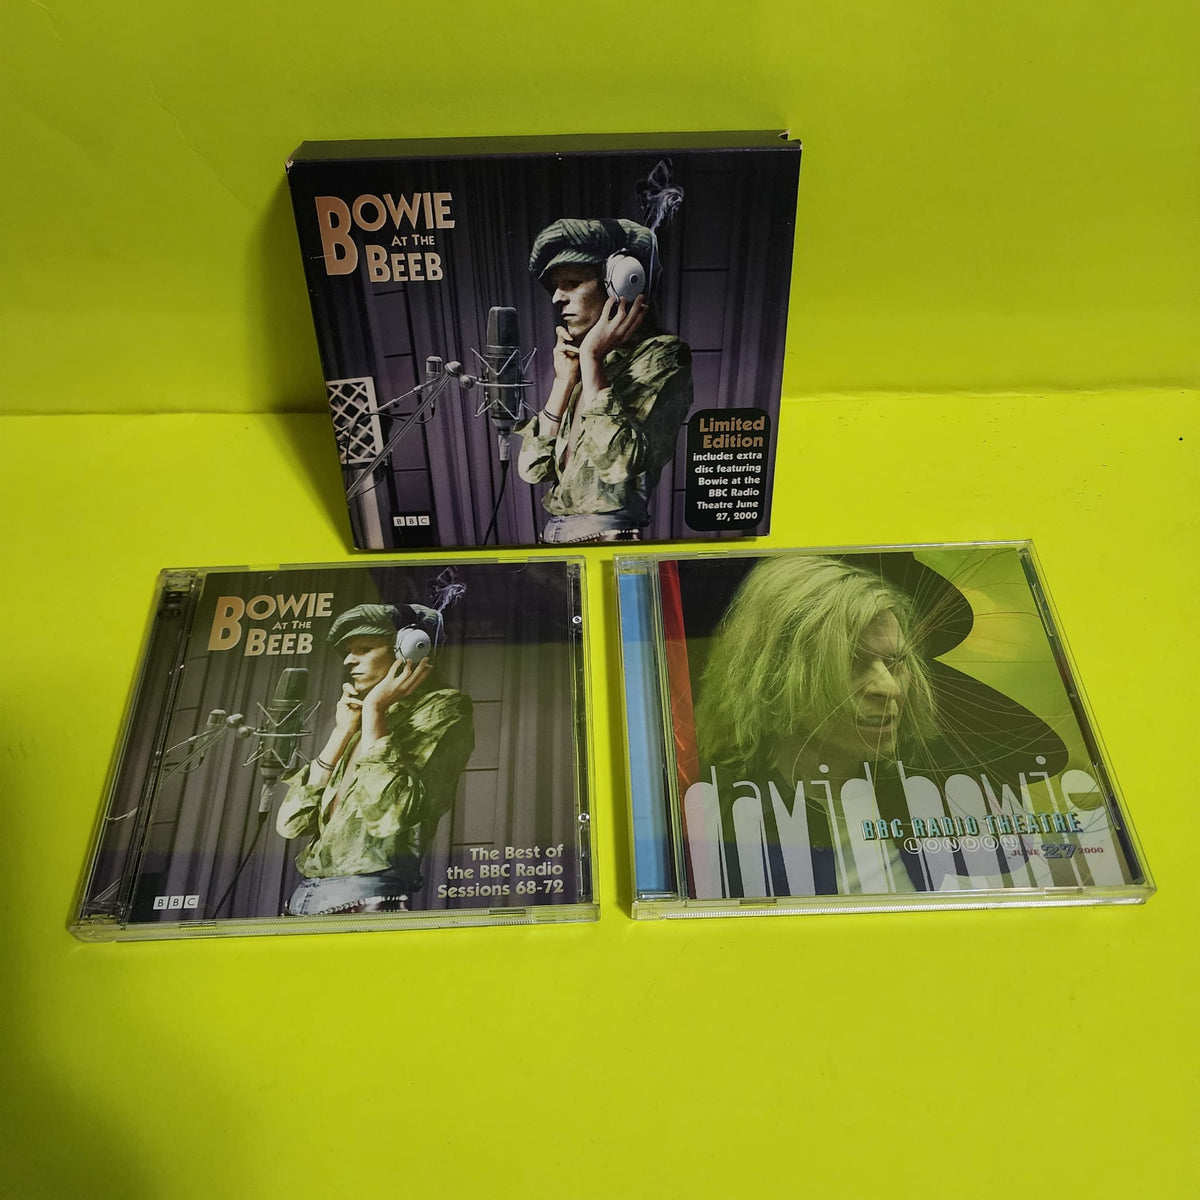 BOWIE
AT THE
BEEB
Limited
Edition
includes extra
disc featuring
Bowie at the
BBC Radio
Theatre June
27, 2000
BBC
BOWIE
AT THE
BEEB
The Best of
the BBC Radio
Sessions 68-72
BBC
david bowie
BBC RADIO THEATRE
LONDON
JUNE 27 2000